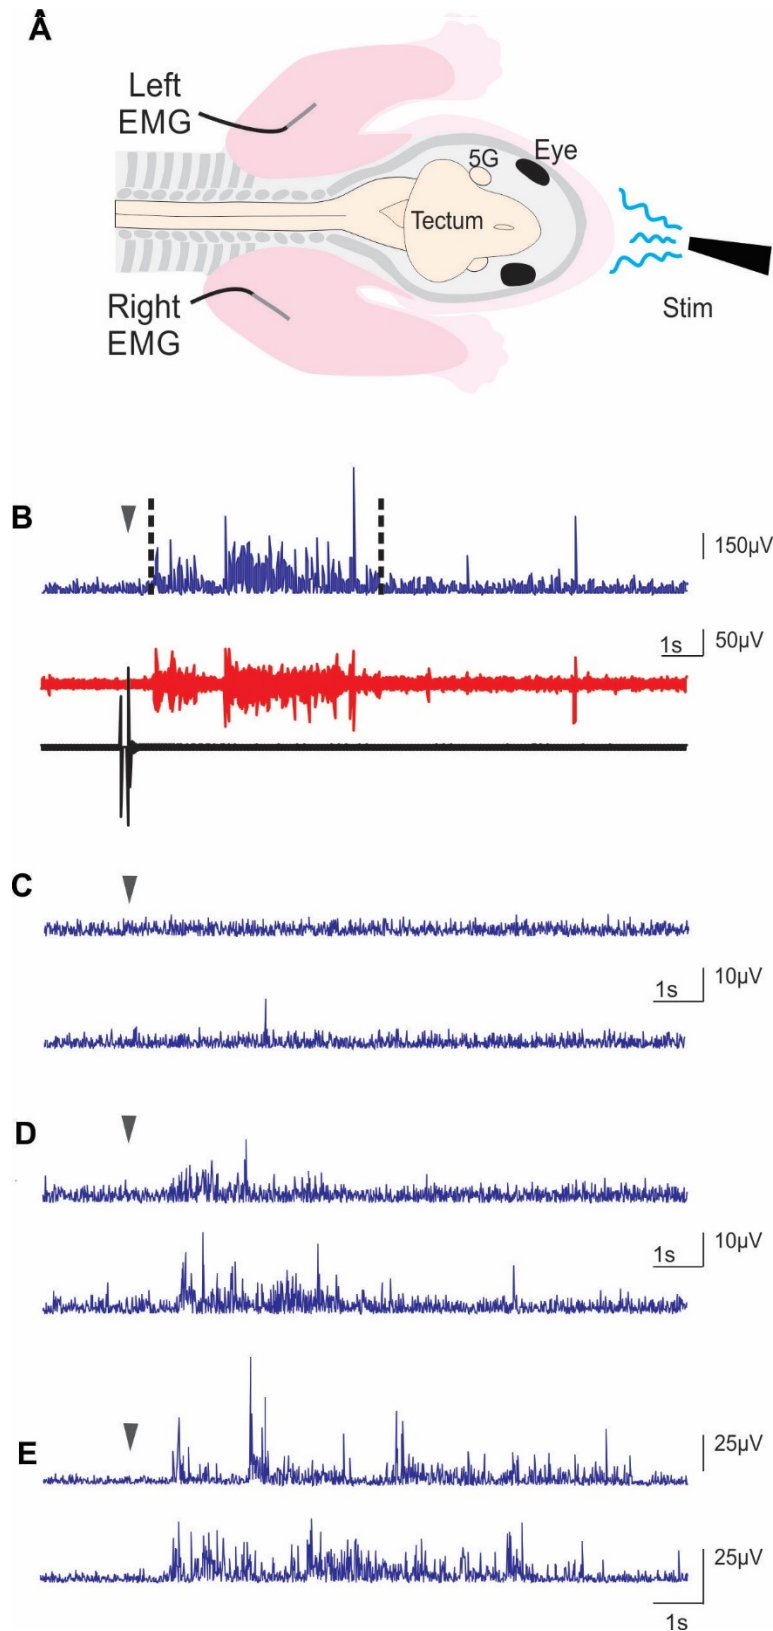 A
Left
EMG
5G
Eye
Tectum
Stim
Right
EMG
B
150µV
1s
50µV
C
1s
10µV
D
1s
10µV
E
25µV
25µV
1s